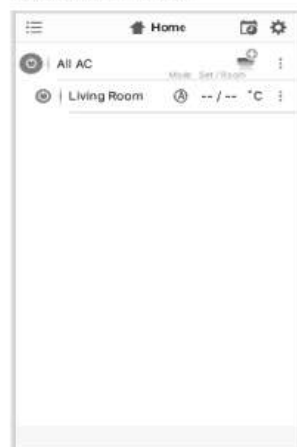 Home
All AC
Mode Set / Room
Living Room Ⓐ -- / -- °C